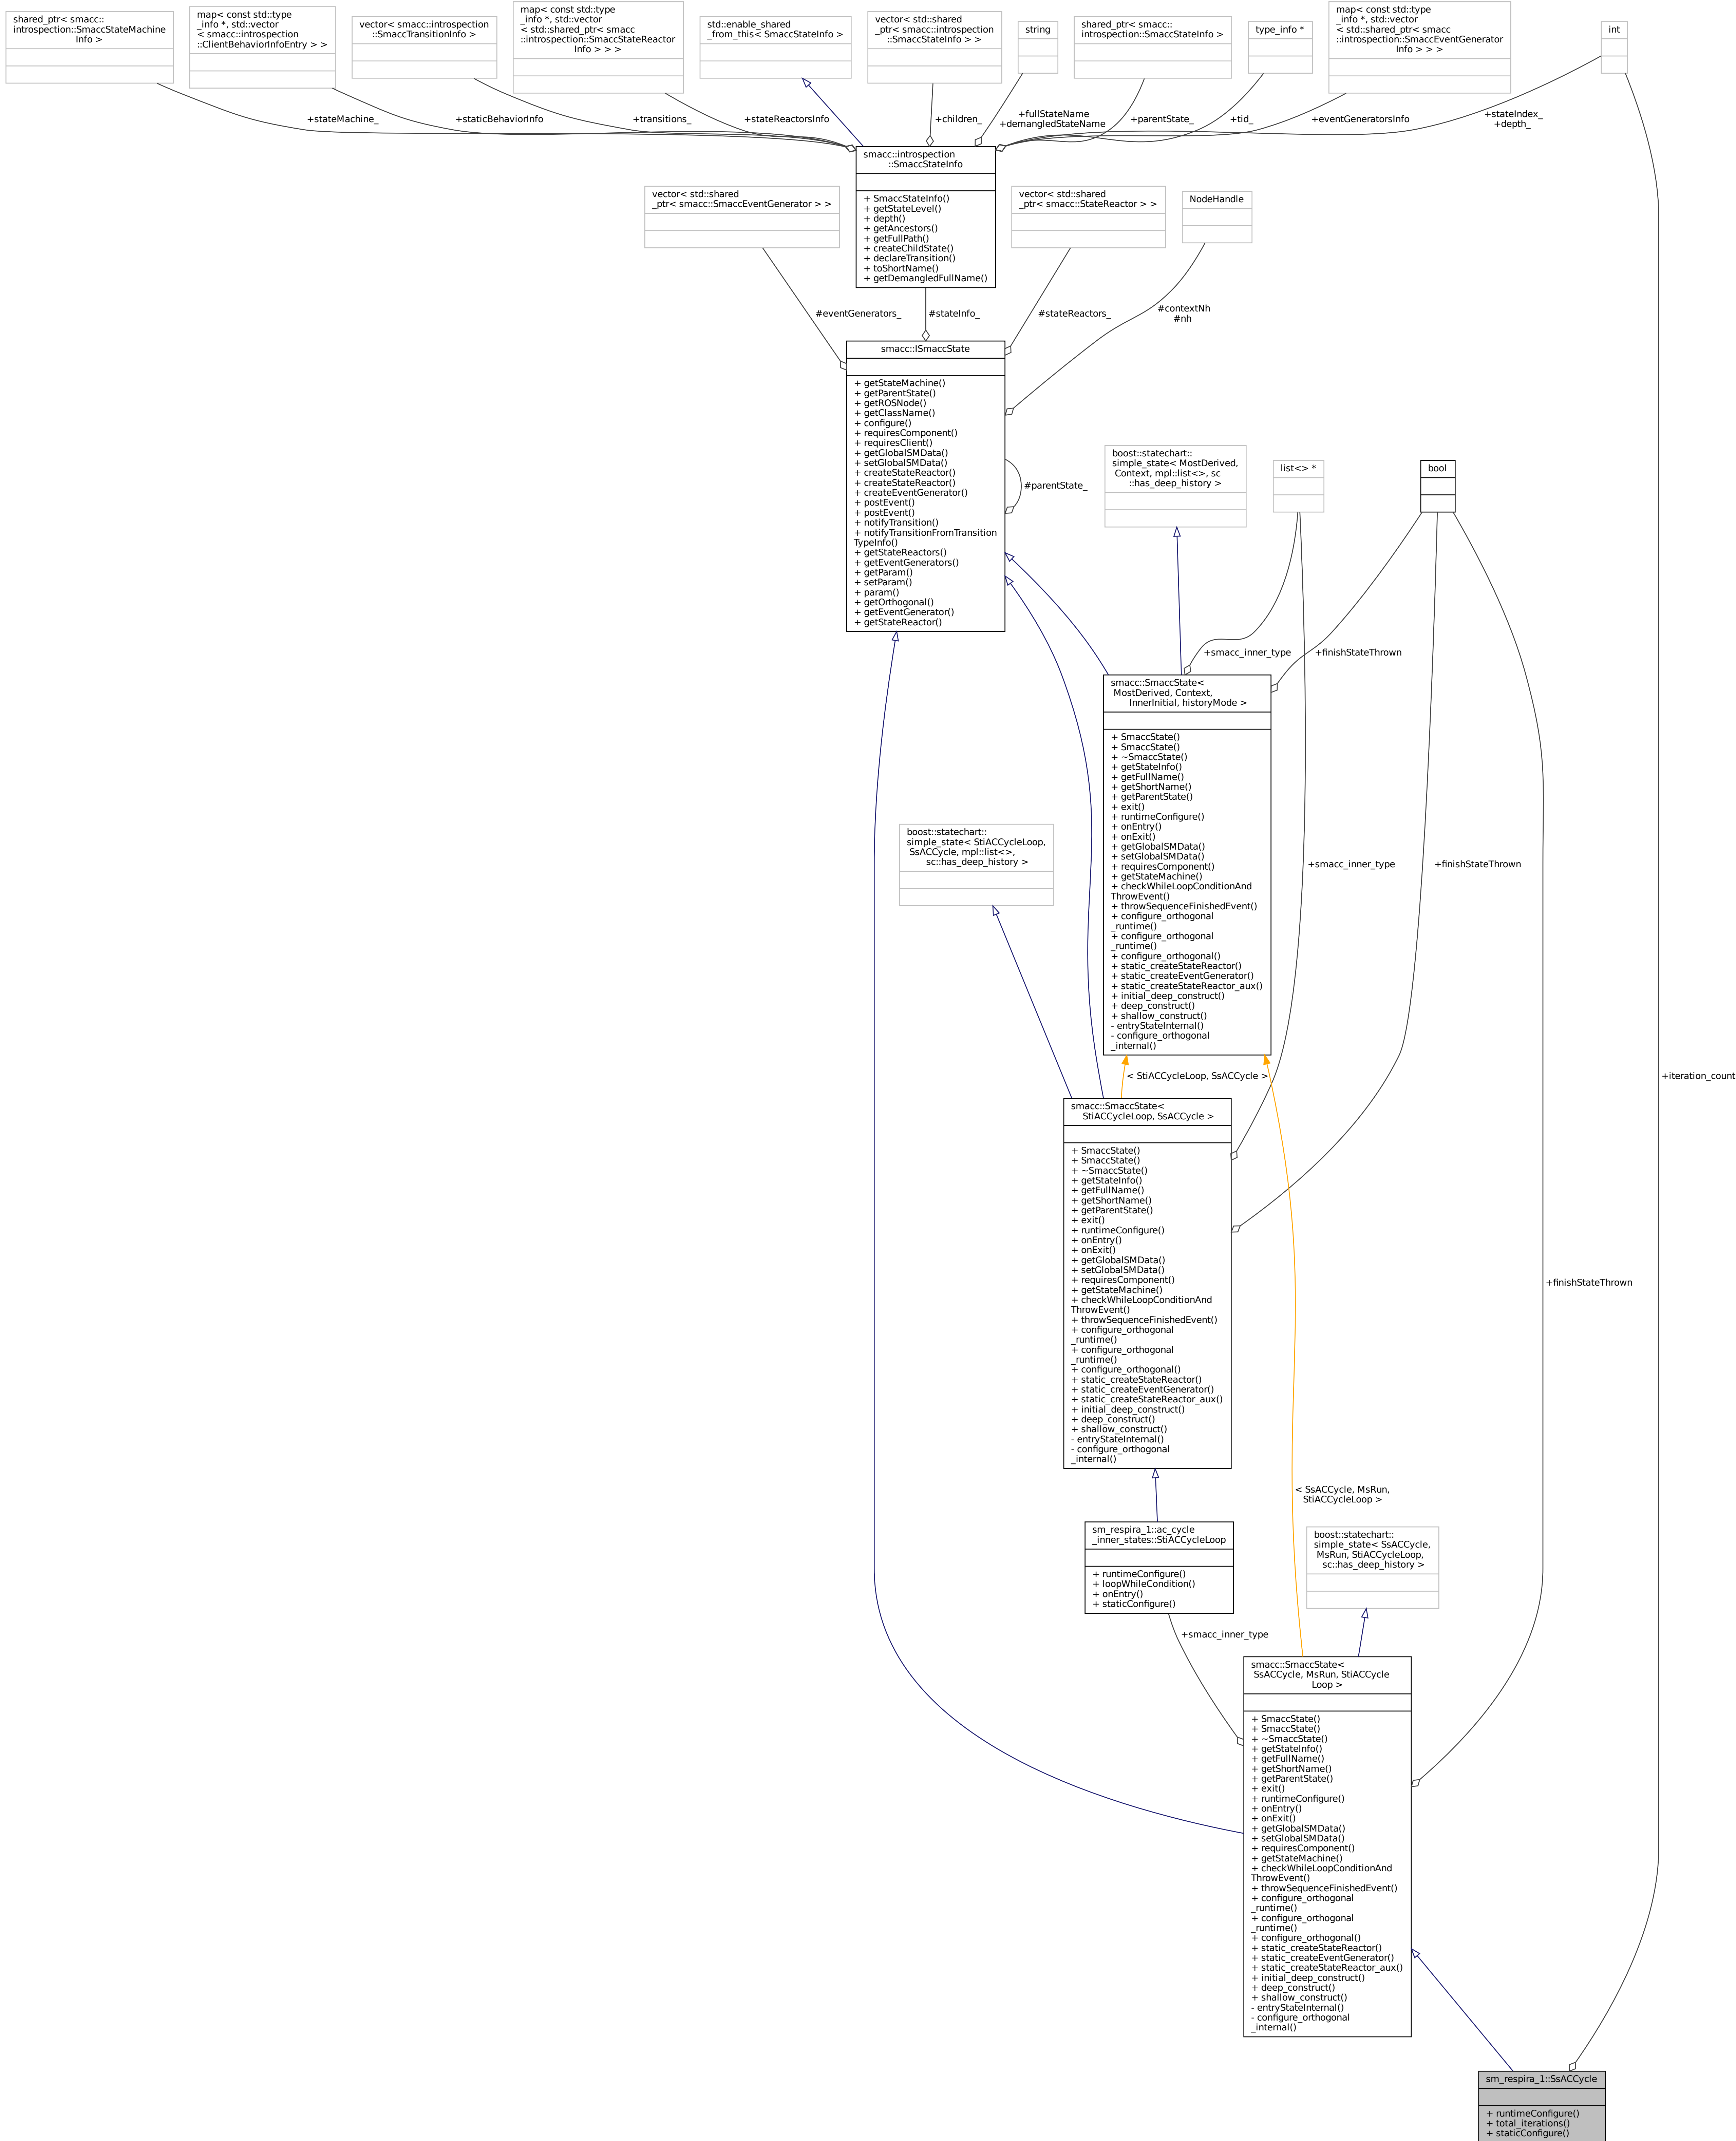 shared_ptr< smacc::
introspection::SmaccStateMachine
Info >
map< const std::type
_info *, std::vector
< smacc::introspection
::ClientBehaviorInfoEntry > >
vector< smacc::introspection
::SmaccTransitionInfo >
map< const std::type
_info *, std::vector
< std::shared_ptr< smacc
::introspection::SmaccStateReactor
Info > > >
std::enable_shared
_from_this< SmaccStateInfo >
vector< std::shared
_ptr< smacc::introspection
::SmaccStateInfo > >
string
shared_ptr< smacc::
introspection::SmaccStateInfo >
type_info *
map< const std::type
_info *, std::vector
< std::shared_ptr< smacc
::introspection::SmaccEventGenerator
Info > > >
int
+stateMachine_
+staticBehaviorInfo
+transitions_
+stateReactorsInfo
+children_
+fullStateName
+demangledStateName
+parentState_
+tid_
+eventGeneratorsInfo
+stateIndex_
+depth_
smacc::introspection
::SmaccStateInfo
+ SmaccStateInfo()
+ getStateLevel()
+ depth()
+ getAncestors()
+ getFullPath()
+ createChildState()
+ declareTransition()
+ toShortName()
+ getDemangledFullName()
vector< std::shared
_ptr< smacc::SmaccEventGenerator > >
vector< std::shared
_ptr< smacc::StateReactor > >
NodeHandle
#eventGenerators_
#stateInfo_
#stateReactors_
#contextNh
#nh
smacc::ISmaccState
+ getStateMachine()
+ getParentState()
+ getROSNode()
+ getClassName()
+ configure()
+ requiresComponent()
+ requiresClient()
+ getGlobalSMData()
+ setGlobalSMData()
+ createStateReactor()
+ createStateReactor()
+ createEventGenerator()
+ postEvent()
+ postEvent()
+ notifyTransition()
+ notifyTransitionFromTransition
TypeInfo()
+ getStateReactors()
+ getEventGenerators()
+ getParam()
+ setParam()
+ param()
+ getOrthogonal()
+ getEventGenerator()
+ getStateReactor()
#parentState_
boost::statechart::
simple_state< MostDerived,
Context, mpl::list<>, sc
::has_deep_history >
list<> *
bool
+smacc_inner_type
+finishStateThrown
smacc::SmaccState<
MostDerived, Context,
InnerInitial, historyMode >
+ SmaccState()
+ SmaccState()
+ ~SmaccState()
+ getStateInfo()
+ getFullName()
+ getShortName()
+ getParentState()
+ exit()
+ runtimeConfigure()
+ onEntry()
+ onExit()
+ getGlobalSMData()
+ setGlobalSMData()
+ requiresComponent()
+ getStateMachine()
+ checkWhileLoopConditionAnd
ThrowEvent()
+ throwSequenceFinishedEvent()
+ configure_orthogonal
_runtime()
+ configure_orthogonal
_runtime()
+ configure_orthogonal()
+ static_createStateReactor()
+ static_createEventGenerator()
+ static_createStateReactor_aux()
+ initial_deep_construct()
+ deep_construct()
+ shallow_construct()
- entryStateInternal()
- configure_orthogonal
_internal()
boost::statechart::
simple_state< StiACCycleLoop,
SsACCycle, mpl::list<>,
sc::has_deep_history >
+smacc_inner_type
+finishStateThrown
+iteration_count
< StiACCycleLoop, SsACCycle >
smacc::SmaccState<
StiACCycleLoop, SsACCycle >
+ SmaccState()
+ SmaccState()
+ ~SmaccState()
+ getStateInfo()
+ getFullName()
+ getShortName()
+ getParentState()
+ exit()
+ runtimeConfigure()
+ onEntry()
+ onExit()
+ getGlobalSMData()
+ setGlobalSMData()
+ requiresComponent()
+ getStateMachine()
+ checkWhileLoopConditionAnd
ThrowEvent()
+ throwSequenceFinishedEvent()
+ configure_orthogonal
_runtime()
+ configure_orthogonal
_runtime()
+ configure_orthogonal()
+ static_createStateReactor()
+ static_createEventGenerator()
+ static_createStateReactor_aux()
+ initial_deep_construct()
+ deep_construct()
+ shallow_construct()
- entryStateInternal()
- configure_orthogonal
_internal()
+finishStateThrown
< SsACCycle, MsRun,
StiACCycleLoop >
sm_respira_1::ac_cycle
_inner_states::StiACCycleLoop
+ runtimeConfigure()
+ loopWhileCondition()
+ onEntry()
+ staticConfigure()
boost::statechart::
simple_state< SsACCycle,
MsRun, StiACCycleLoop,
sc::has_deep_history >
+smacc_inner_type
smacc::SmaccState<
SsACCycle, MsRun, StiACCycle
Loop >
+ SmaccState()
+ SmaccState()
+ ~SmaccState()
+ getStateInfo()
+ getFullName()
+ getShortName()
+ getParentState()
+ exit()
+ runtimeConfigure()
+ onEntry()
+ onExit()
+ getGlobalSMData()
+ setGlobalSMData()
+ requiresComponent()
+ getStateMachine()
+ checkWhileLoopConditionAnd
ThrowEvent()
+ throwSequenceFinishedEvent()
+ configure_orthogonal
_runtime()
+ configure_orthogonal
_runtime()
+ configure_orthogonal()
+ static_createStateReactor()
+ static_createEventGenerator()
+ static_createStateReactor_aux()
+ initial_deep_construct()
+ deep_construct()
+ shallow_construct()
- entryStateInternal()
- configure_orthogonal
_internal()
sm_respira_1::SsACCycle
+ runtimeConfigure()
+ total_iterations()
+ staticConfigure()